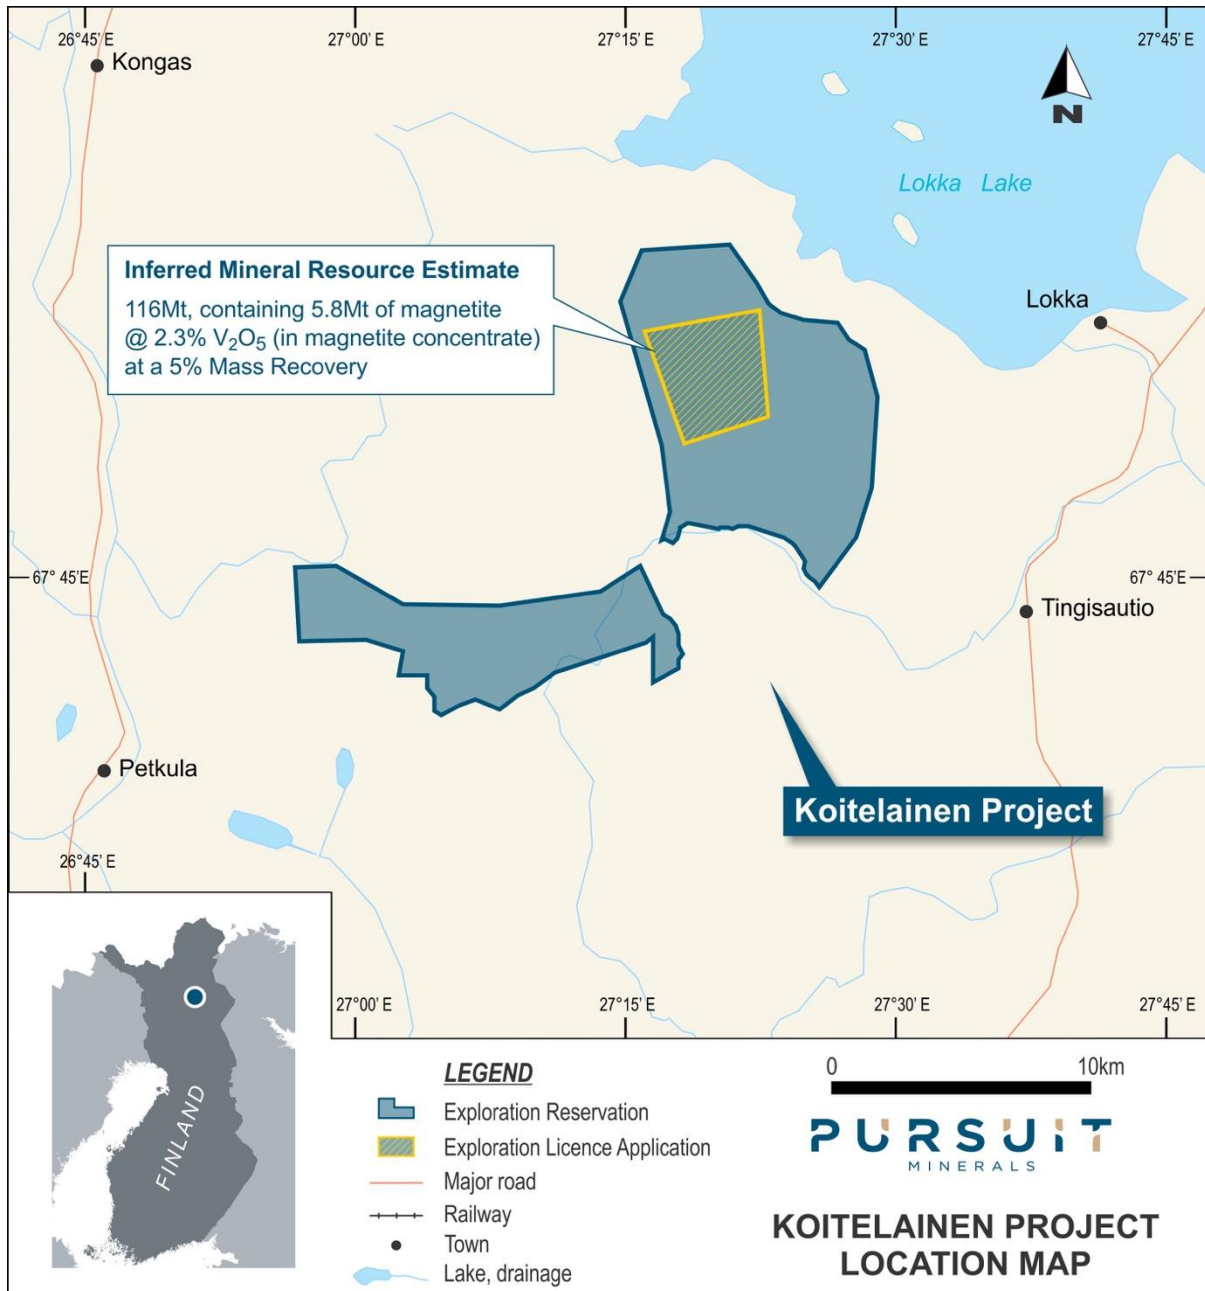 26°45' E
27°00' E
27°15' E
27°30' E
27°45' E
Kongas
N
Lokka Lake
Inferred Mineral Resource Estimate
116Mt, containing 5.8Mt of magnetite
@ 2.3% V₂O₅ (in magnetite concentrate)
at a 5% Mass Recovery
Lokka
67° 45'E
67° 45'E
Tingisautio
Petkula
Koitelainen Project
26°45' E
27°00' E
27°15' E
27°30' E
27°45' E
FINLAND
LEGEND
Exploration Reservation
Exploration Licence Application
Major road
Railway
Town
Lake, drainage
0 10km
PURSUIT
MINERALS
KOITELAINEN PROJECT
LOCATION MAP